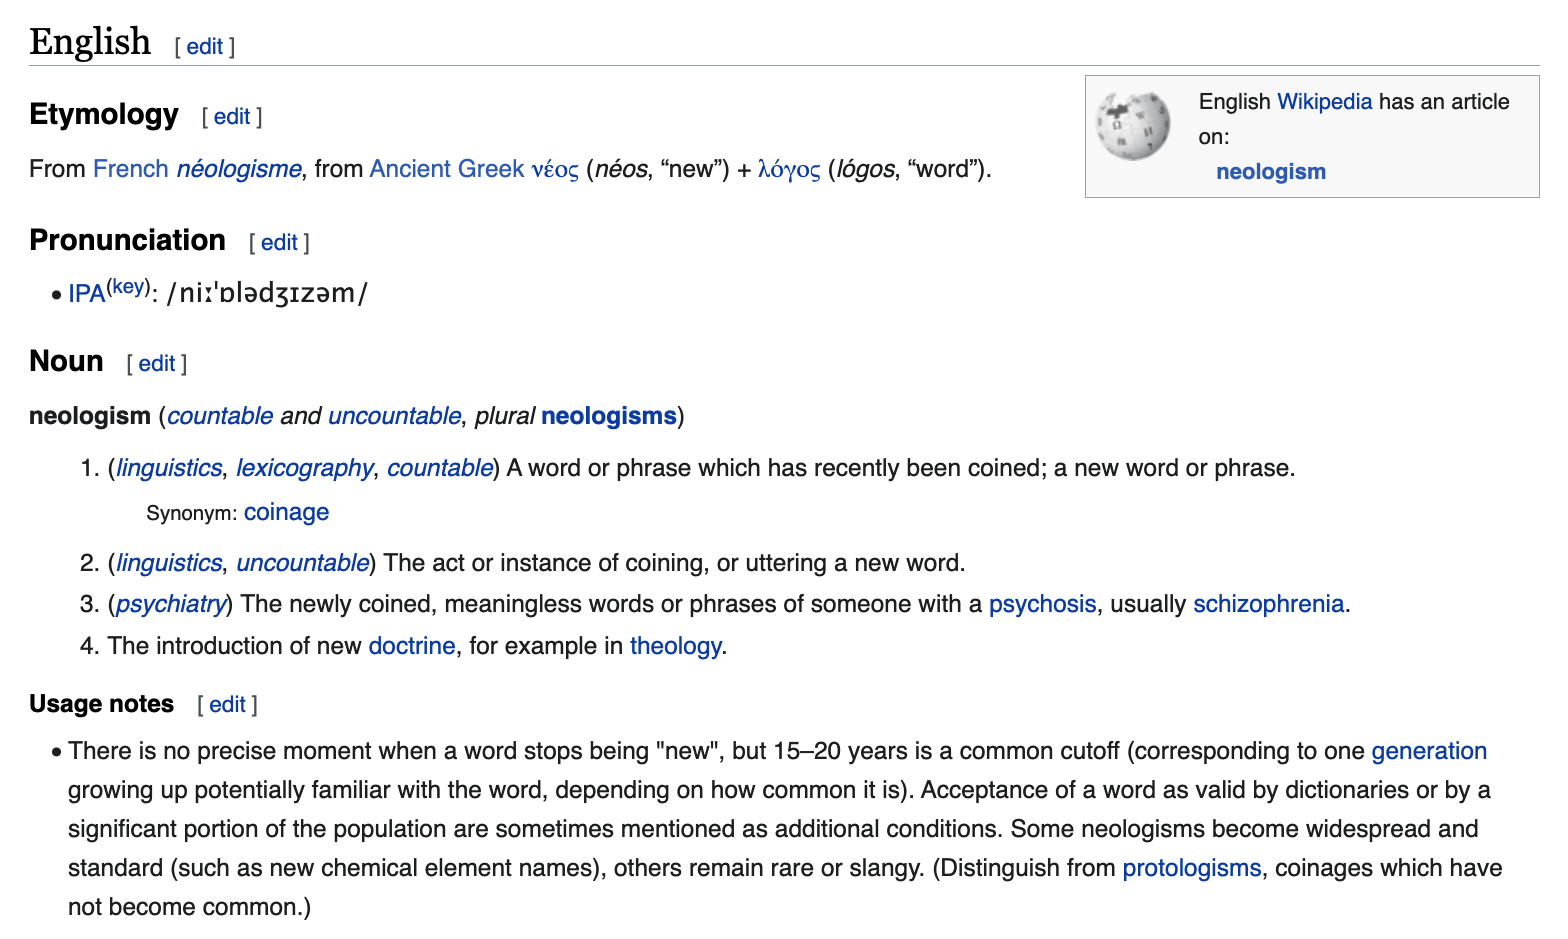 English [ edit ]
Etymology [ edit ]
From French néologisme, from Ancient Greek νέος (néos, “new”) + λόγος (lógos, “word”).
English Wikipedia has an article
on:
neologism
Pronunciation [ edit ]
• IPA(key): /niːˈɒlədʒɪzəm/
Noun [ edit ]
neologism (countable and uncountable, plural neologisms)
1. (linguistics, lexicography, countable) A word or phrase which has recently been coined; a new word or phrase.
Synonym: coinage
2. (linguistics, uncountable) The act or instance of coining, or uttering a new word.
3. (psychiatry) The newly coined, meaningless words or phrases of someone with a psychosis, usually schizophrenia.
4. The introduction of new doctrine, for example in theology.
Usage notes [ edit ]
• There is no precise moment when a word stops being "new", but 15–20 years is a common cutoff (corresponding to one generation
growing up potentially familiar with the word, depending on how common it is). Acceptance of a word as valid by dictionaries or by a
significant portion of the population are sometimes mentioned as additional conditions. Some neologisms become widespread and
standard (such as new chemical element names), others remain rare or slangy. (Distinguish from protologisms, coinages which have
not become common.)